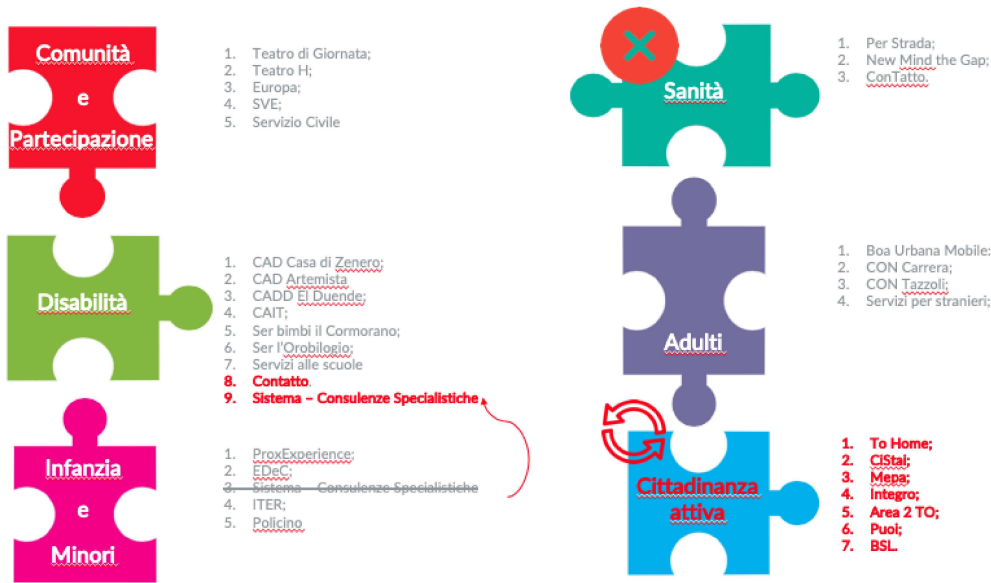 Comunità
e
Partecipazione
1. Teatro di Giornata;
2. Teatro H;
3. Europa;
4. SVE;
5. Servizio Civile
Disabilità
1. CAD Casa di Zenero;
2. CAD Artemista
3. CADD El Duende;
4. CAIT;
5. Ser bimbi il Cormorano;
6. Ser l'Orobilogio;
7. Servizi alle scuole
8. Contatto.
9. Sistema – Consulenze Specialistiche
Infanzia
e
Minori
1. ProxExperience;
2. EDeC;
3. Sistema – Consulenze Specialistiche
4. ITER;
5. Policino
Sanità
1. Per Strada;
2. New Mind the Gap;
3. ConTatto.
Adulti
1. Boa Urbana Mobile:
2. CON Carrera;
3. CON Tazzoli;
4. Servizi per stranieri;
Cittadinanza
attiva
1. To Home;
2. CiStai;
3. Mepa;
4. Integro;
5. Area 2 TO;
6. Puoi;
7. BSL.